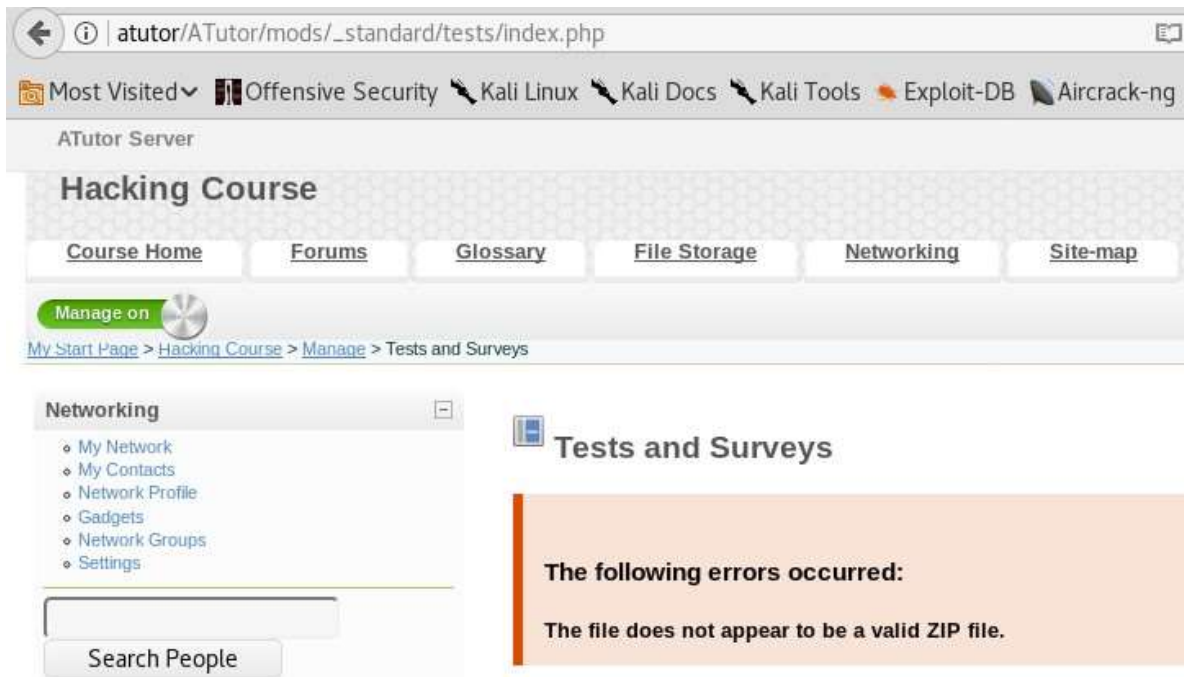 atutor/ATutor/mods/_standard/tests/index.php
Most Visited Offensive Security Kali Linux Kali Docs Kali Tools Exploit-DB Aircrack-ng
ATutor Server
Hacking Course
Course Home Forums Glossary File Storage Networking Site-map
Manage on
My Start Page > Hacking Course > Manage > Tests and Surveys
Networking
My Network
My Contacts
Network Profile
Gadgets
Network Groups
Settings
Search People
Tests and Surveys
The following errors occurred:
The file does not appear to be a valid ZIP file.